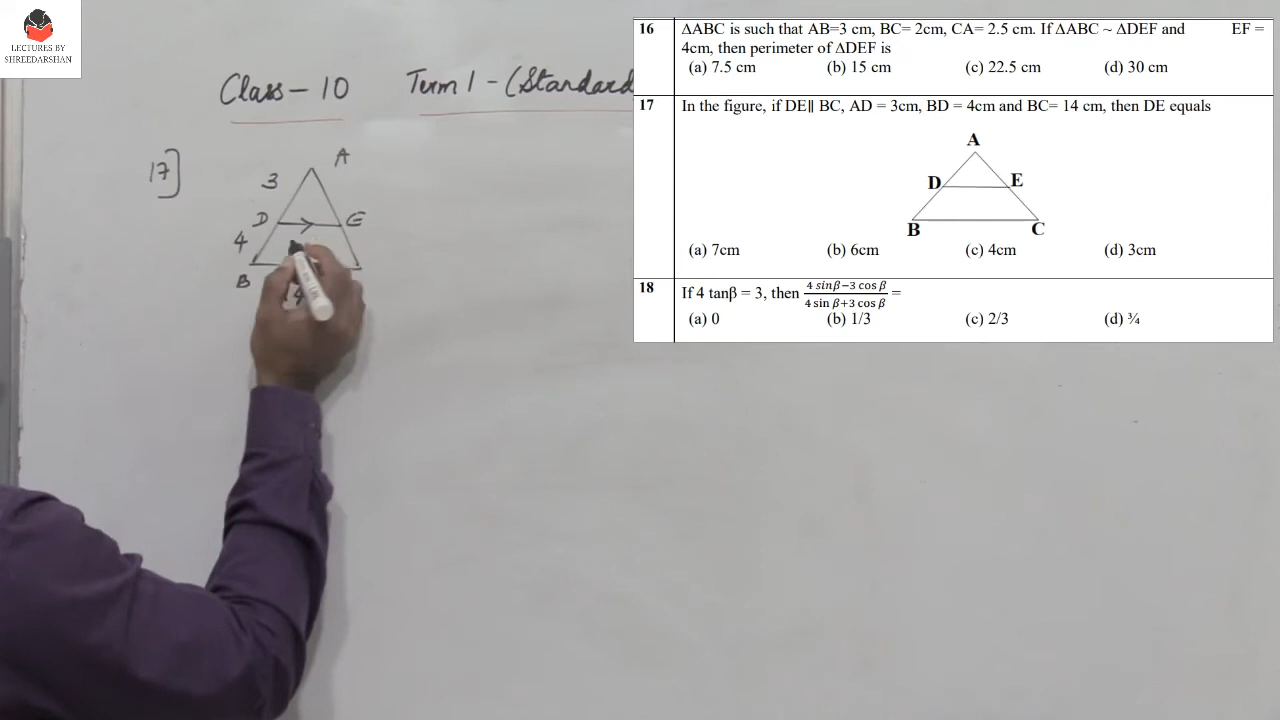 LECTURES BY
SHREEDARSHAN
Class – 10 Term 1 – (Standard
17]
A
3
D E
4
B
14
16 ΔABC is such that AB=3 cm, BC= 2cm, CA= 2.5 cm. If ΔABC ~ ΔDEF and EF =
4cm, then perimeter of ΔDEF is
(a) 7.5 cm (b) 15 cm (c) 22.5 cm (d) 30 cm
17 In the figure, if DE|| BC, AD = 3cm, BD = 4cm and BC= 14 cm, then DE equals
A
D E
B C
(a) 7cm (b) 6cm (c) 4cm (d) 3cm
18 If 4 tanβ = 3, then (4 sinβ−3 cos β)/(4 sin β+3 cos β) =
(a) 0 (b) 1/3 (c) 2/3 (d) ¾